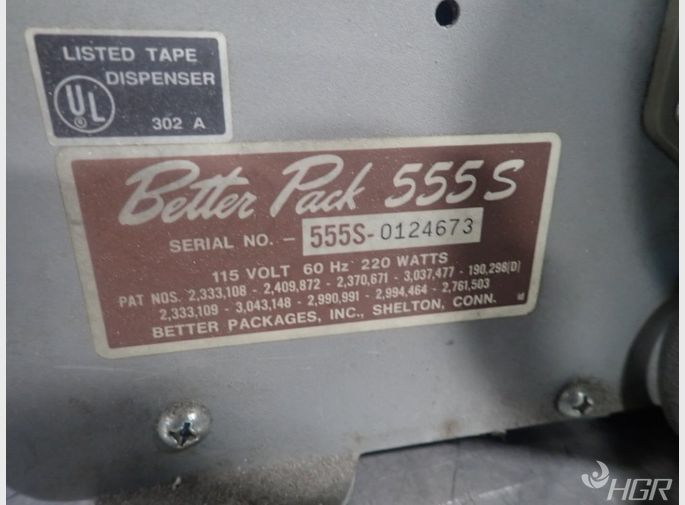 LISTED TAPE
DISPENSER
UL
®
302 A
Better Pack 555S
SERIAL NO. - 555S-0124673
115 VOLT 60 Hz 220 WATTS
PAT NOS. 2,333,108 - 2,409,872 - 2,370,671 - 3,037,477 - 190,298(D)
2,333,109 - 3,043,148 - 2,990,991 - 2,994,464 - 2,761,503
BETTER PACKAGES, INC., SHELTON, CONN.
HGR